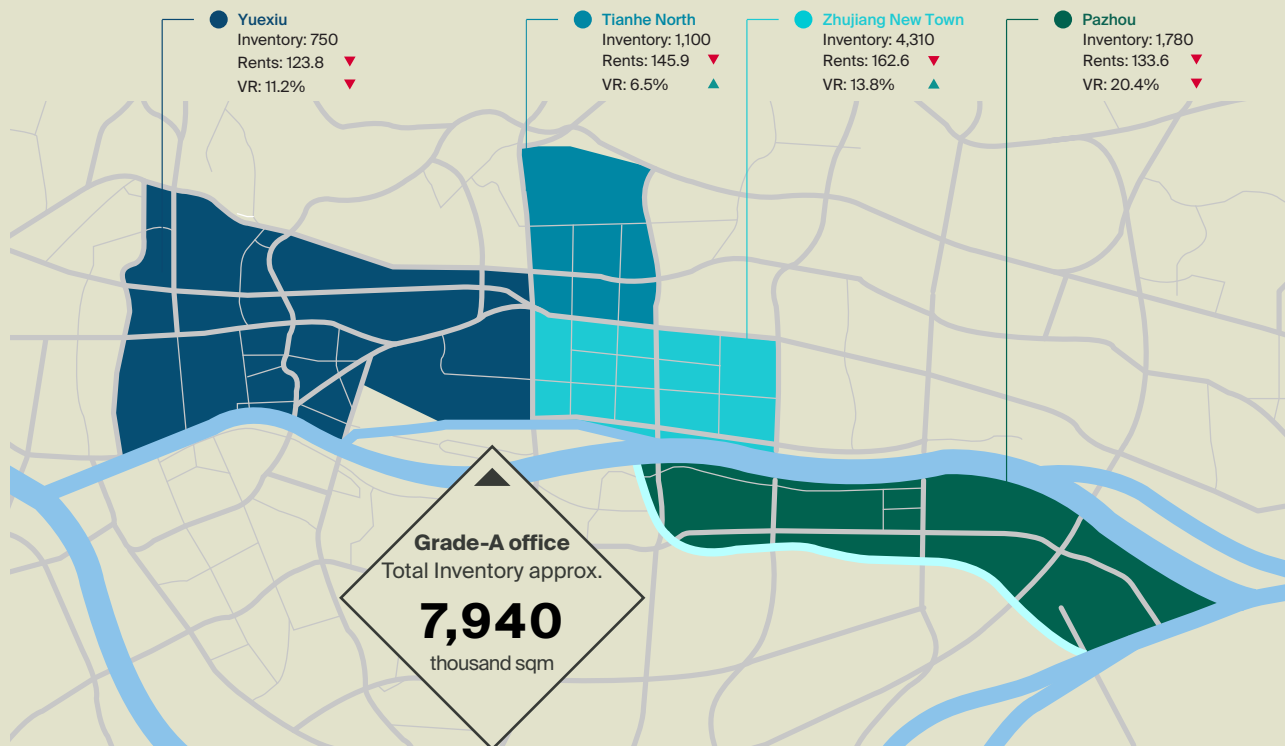 Yuexiu
Inventory: 750
Rents: 123.8 ▼
VR: 11.2% ▼
Tianhe North
Inventory: 1,100
Rents: 145.9 ▼
VR: 6.5% ▲
Zhujiang New Town
Inventory: 4,310
Rents: 162.6 ▼
VR: 13.8% ▲
Pazhou
Inventory: 1,780
Rents: 133.6 ▼
VR: 20.4% ▼
Grade-A office
Total Inventory approx.
7,940
thousand sqm